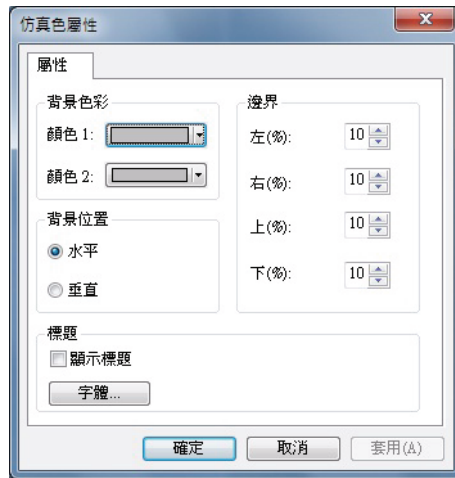 仿真色屬性
屬性
背景色彩
顏色 1:
顏色 2:
背景位置
水平
垂直
邊界
左(%): 10
右(%): 10
上(%): 10
下(%): 10
標題
顯示標題
字體...
確定 取消 套用(A)